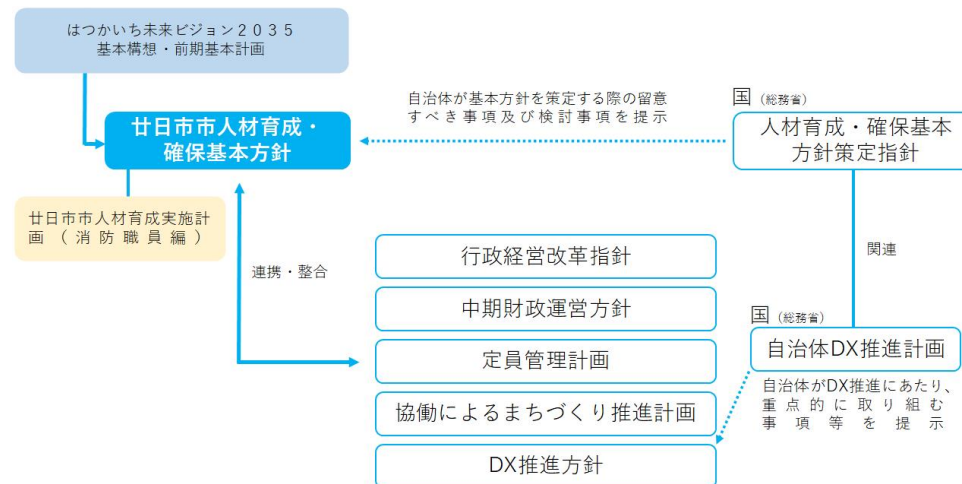 はつかいち未来ビジョン２０３５
基本構想・前期基本計画
廿日市市人材育成・
確保基本方針
廿日市市人材育成実施計
画（消防職員編）
連携・整合
自治体が基本方針を策定する際の留意
すべき事項及び検討事項を提示
国（総務省）
人材育成・確保基本
方針策定指針
関連
行政経営改革指針
中期財政運営方針
定員管理計画
協働によるまちづくり推進計画
DX推進方針
国（総務省）
自治体DX推進計画
自治体がDX推進にあたり、
重点的に取り組む
事項等を提示